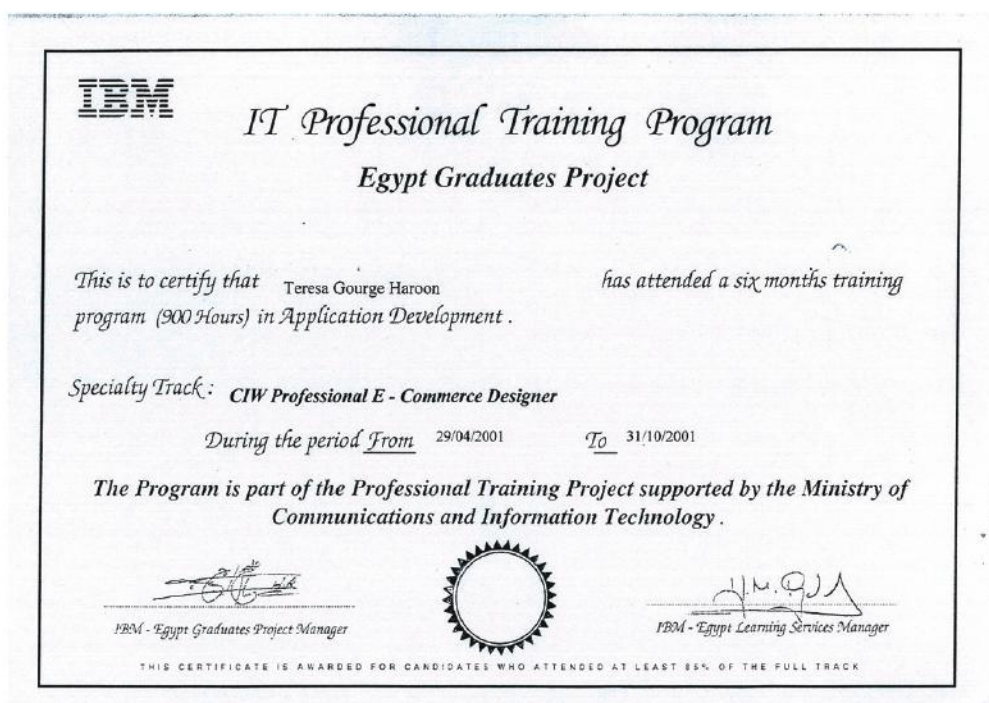 IBM
IT Professional Training Program
Egypt Graduates Project
This is to certify that Teresa Gourge Haroon has attended a six months training
program (900 Hours) in Application Development .
Specialty Track : CIW Professional E - Commerce Designer
During the period From 29/04/2001 To 31/10/2001
The Program is part of the Professional Training Project supported by the Ministry of
Communications and Information Technology .
IBM - Egypt Graduates Project Manager
IBM - Egypt Learning Services Manager
THIS CERTIFICATE IS AWARDED FOR CANDIDATES WHO ATTENDED AT LEAST 85% OF THE FULL TRACK